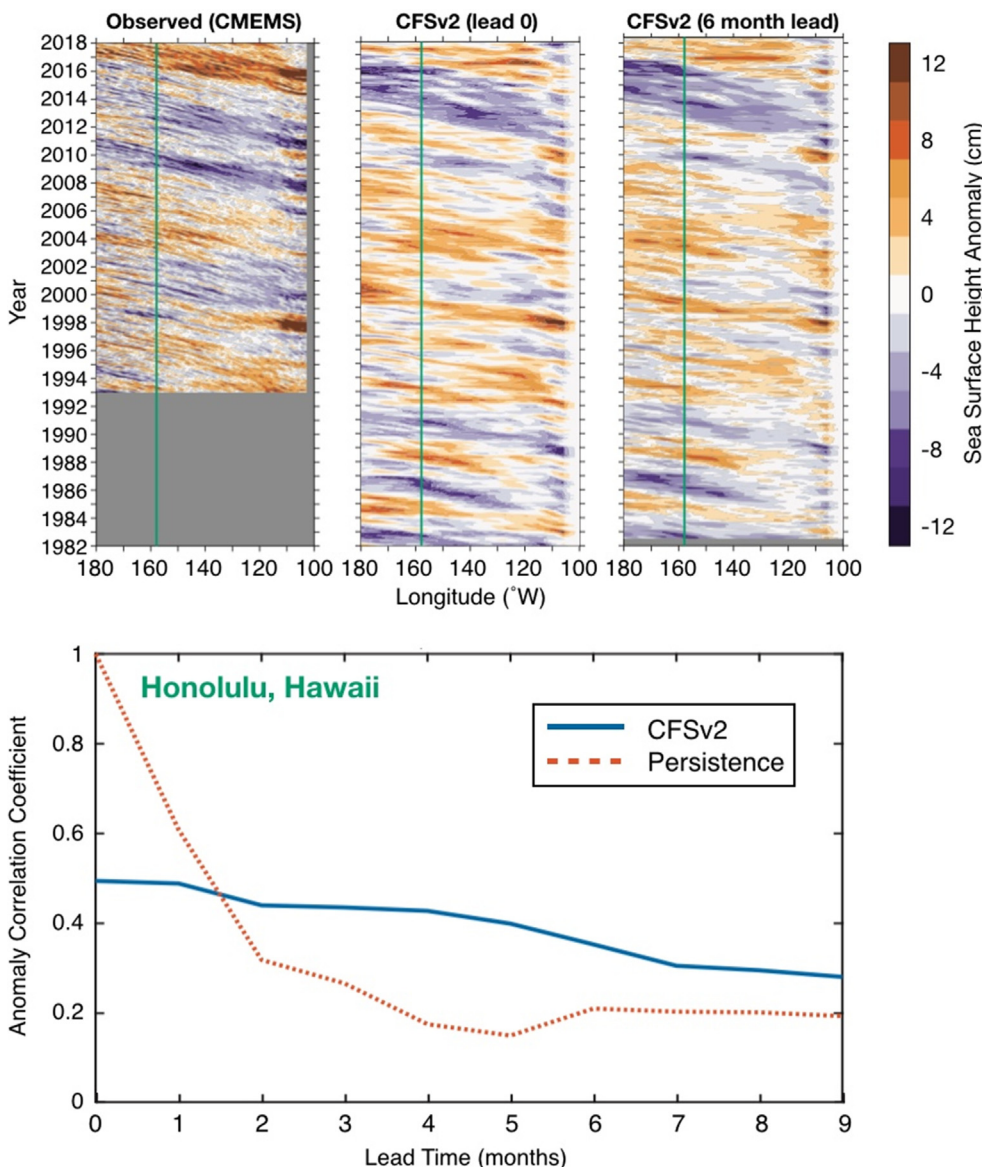 Observed (CMEMS)
CFSv2 (lead 0)
CFSv2 (6 month lead)
2018
2016
2014
2012
2010
2008
2006
2004
2002
2000
1998
1996
1994
1992
1990
1988
1986
1984
1982
Year
180 160 140 120 100
180 160 140 120 100
180 160 140 120 100
Longitude (˚W)
12
8
4
0
-4
-8
-12
Sea Surface Height Anomaly (cm)
Honolulu, Hawaii
CFSv2
Persistence
1
0.8
0.6
0.4
0.2
0
Anomaly Correlation Coefficient
0 1 2 3 4 5 6 7 8 9
Lead Time (months)